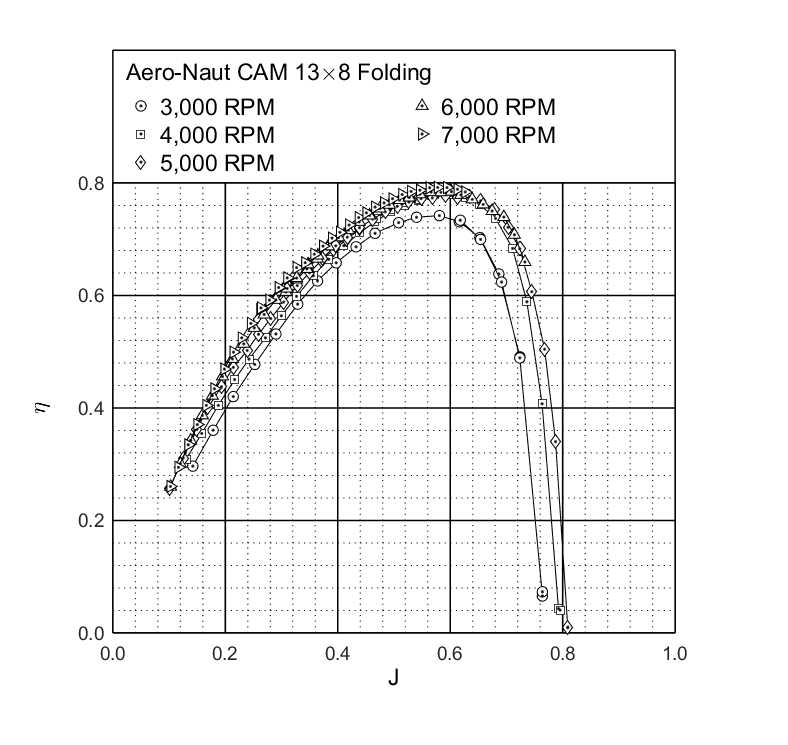 Aero-Naut CAM 13×8 Folding
3,000 RPM
4,000 RPM
5,000 RPM
6,000 RPM
7,000 RPM
0.8
0.6
0.4
0.2
0.0
η
0.0 0.2 0.4 0.6 0.8 1.0
J